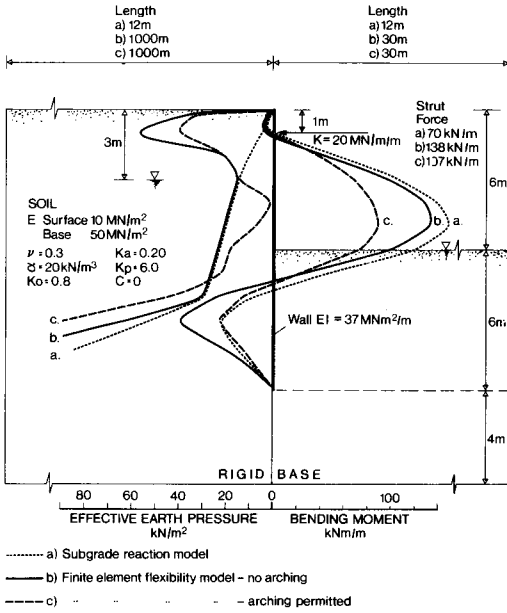 Length
a) 12m
b) 1000m
c) 1000m
Length
a) 12m
b) 30m
c) 30m
3m
1m
K = 20 MN/m/m
Strut
Force
a) 70 kN/m
b) 138 kN/m
c) 107 kN/m
6m
SOIL
E Surface 10 MN/m²
Base 50 MN/m²
ν = 0.3 Ka = 0.20
γ = 20 kN/m³ Kp = 6.0
Ko = 0.8 C = 0
c.
b.
a.
c.
b.
a.
Wall EI = 37 MNm²/m
6m
4m
RIGID BASE
80 60 40 20 0 100
EFFECTIVE EARTH PRESSURE
kN/m²
BENDING MOMENT
kNm/m
a) Subgrade reaction model
b) Finite element flexibility model - no arching
c) " " " - arching permitted